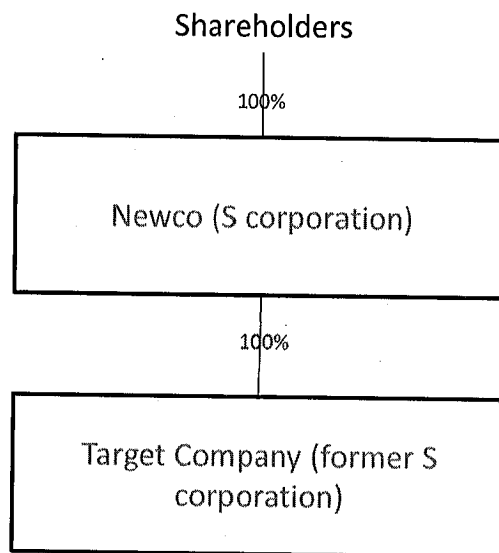 Shareholders
100%
Newco (S corporation)
100%
Target Company (former S
corporation)